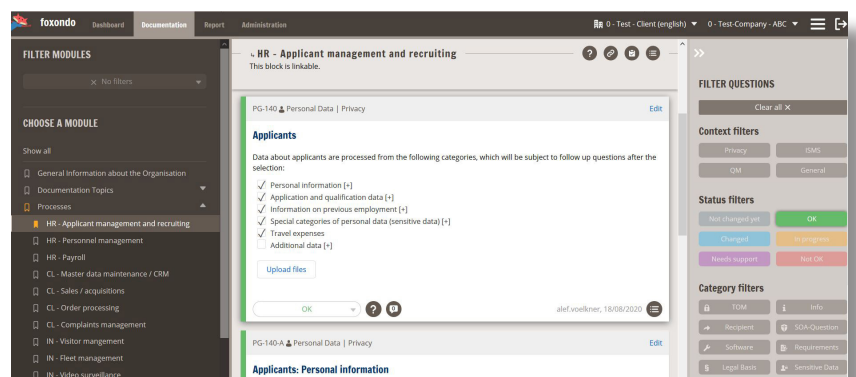 foxondo Dashboard Documentation Report Administration 0 - Test - Client (english) 0 - Test-Company - ABC
FILTER MODULES
No filters
CHOOSE A MODULE
Show all
General Information about the Organisation
Documentation Topics
Processes
HR - Applicant management and recruiting
HR - Personnel management
HR - Payroll
CL - Master data maintenance / CRM
CL - Sales / acquisitions
CL - Order processing
CL - Complaints management
IN - Visitor mangement
IN - Fleet management
IN - Video surveillance
HR - Applicant management and recruiting
This block is linkable.
PG-140 Personal Data | Privacy Edit
Applicants
Data about applicants are processed from the following categories, which will be subject to follow up questions after the
selection:
Personal information [+]
Application and qualification data [+]
Information on previous employment [+]
Special categories of personal data (sensitive data) [+]
Travel expenses
Additional data [+]
Upload files
OK alef.voelkner, 18/08/2020
PG-140-A Personal Data | Privacy Edit
Applicants: Personal information
FILTER QUESTIONS
Clear all X
Context filters
Privacy ISMS
QM General
Status filters
Not changed yet OK
Changed In progress
Needs support Not OK
Category filters
TOM Info
Recipient SOA-Question
Software Requirements
Legal Basis Sensitive Data